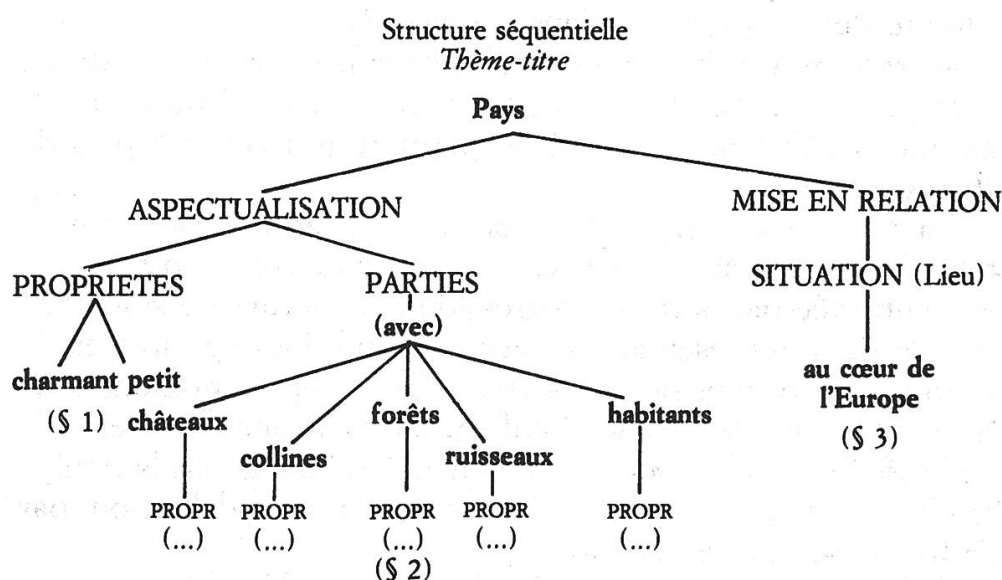 Structure séquentielle
Thème-titre
Pays
ASPECTUALISATION
MISE EN RELATION
PROPRIETES
PARTIES
SITUATION (Lieu)
(avec)
charmant petit
au cœur de
l'Europe
(§ 1)
châteaux
forêts
habitants
(§ 3)
collines
ruisseaux
PROPR
PROPR
PROPR
PROPR
PROPR
(...)
(...)
(...)
(...)
(...)
(§ 2)